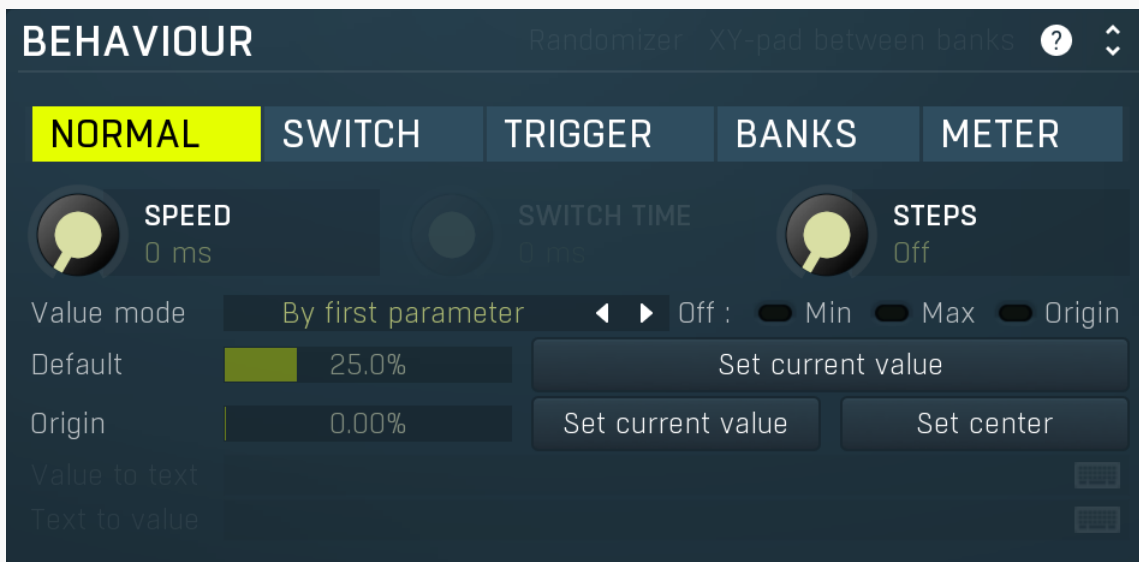 BEHAVIOUR Randomizer XY-pad between banks ?
NORMAL SWITCH TRIGGER BANKS METER
SPEED SWITCH TIME STEPS
0 ms 0 ms Off
Value mode By first parameter Off : Min Max Origin
Default 25.0% Set current value
Origin 0.00% Set current value Set center
Value to text
Text to value